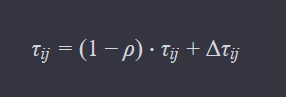 τij = (1 − ρ) · τij + Δτij